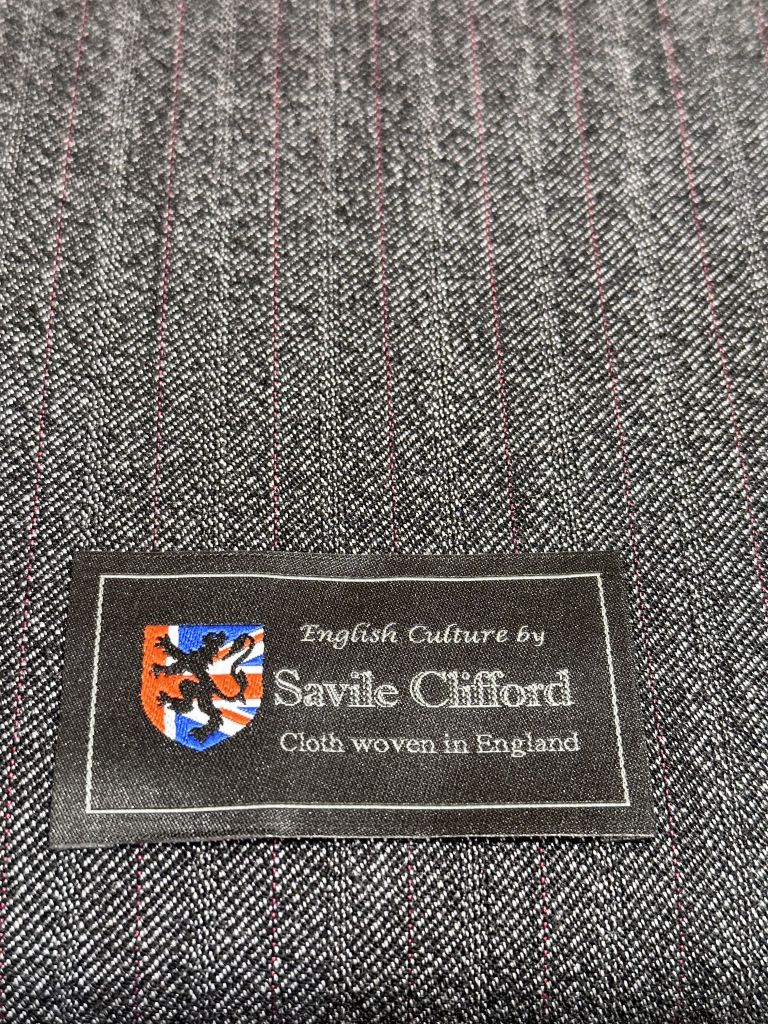 English Culture by
Savile Clifford
Cloth woven in England